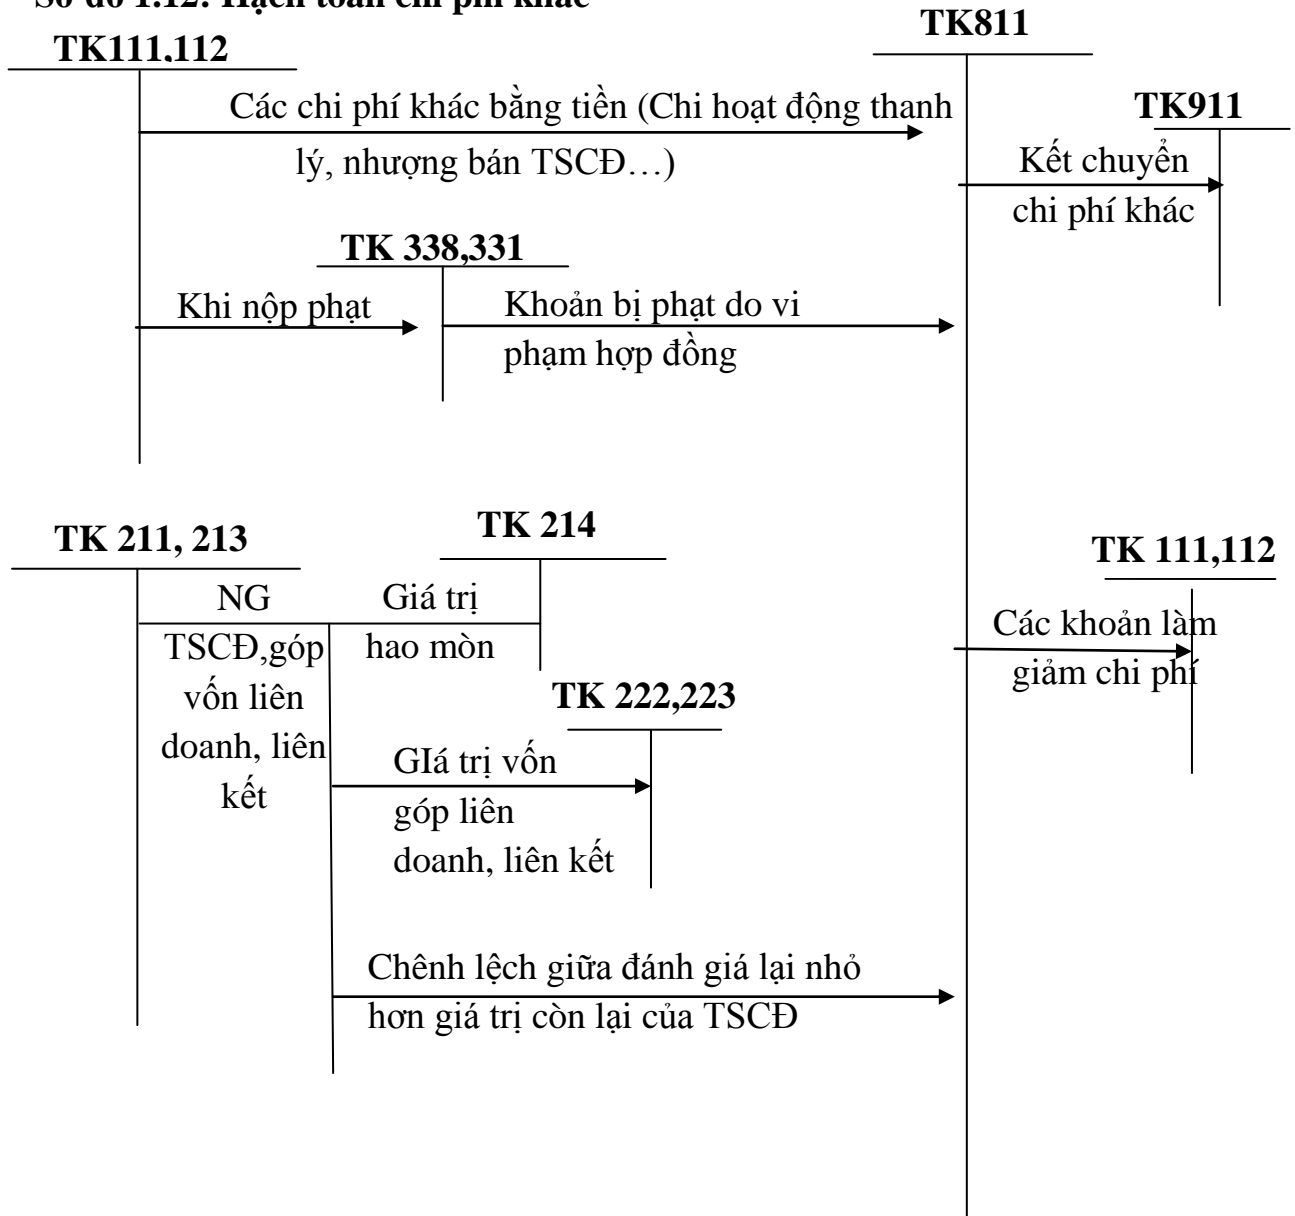 Sơ đồ 1.12: Hạch toán chi phí khác
TK811
TK111,112
Các chi phí khác bằng tiền (Chi hoạt động thanh
lý, nhượng bán TSCĐ…)
TK911
Kết chuyển
chi phí khác
TK 338,331
Khi nộp phạt
Khoản bị phạt do vi
phạm hợp đồng
TK 211, 213
TK 214
TK 111,112
NG
TSCĐ,góp
vốn liên
doanh, liên
kết
Giá trị
hao mòn
Các khoản làm
giảm chi phí
TK 222,223
GIá trị vốn
góp liên
doanh, liên kết
Chênh lệch giữa đánh giá lại nhỏ
hơn giá trị còn lại của TSCĐ